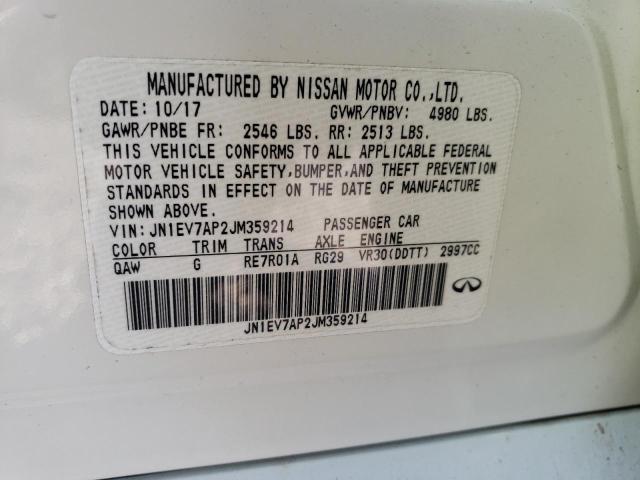 MANUFACTURED BY NISSAN MOTOR CO.,LTD.
DATE: 10/17 GVWR/PNBV: 4980 LBS.
GAWR/PNBE FR: 2546 LBS. RR: 2513 LBS.
THIS VEHICLE CONFORMS TO ALL APPLICABLE FEDERAL
MOTOR VEHICLE SAFETY, BUMPER, AND THEFT PREVENTION
STANDARDS IN EFFECT ON THE DATE OF MANUFACTURE
SHOWN ABOVE.
VIN: JN1EV7AP2JM359214 PASSENGER CAR
COLOR TRIM TRANS AXLE ENGINE
QAW G RE7R01A RG29 VR30(DDTT) 2997CC
JN1EV7AP2JM359214